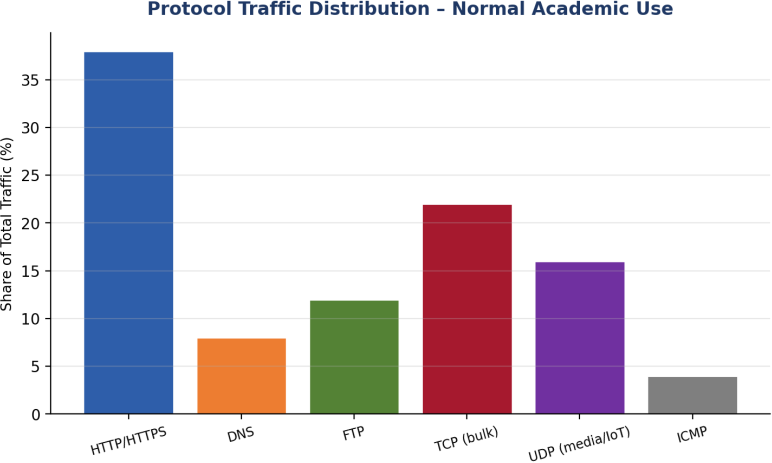 Protocol Traffic Distribution – Normal Academic Use
Share of Total Traffic (%)
35
30
25
20
15
10
5
0
HTTP/HTTPS
DNS
FTP
TCP (bulk)
UDP (media/IoT)
ICMP